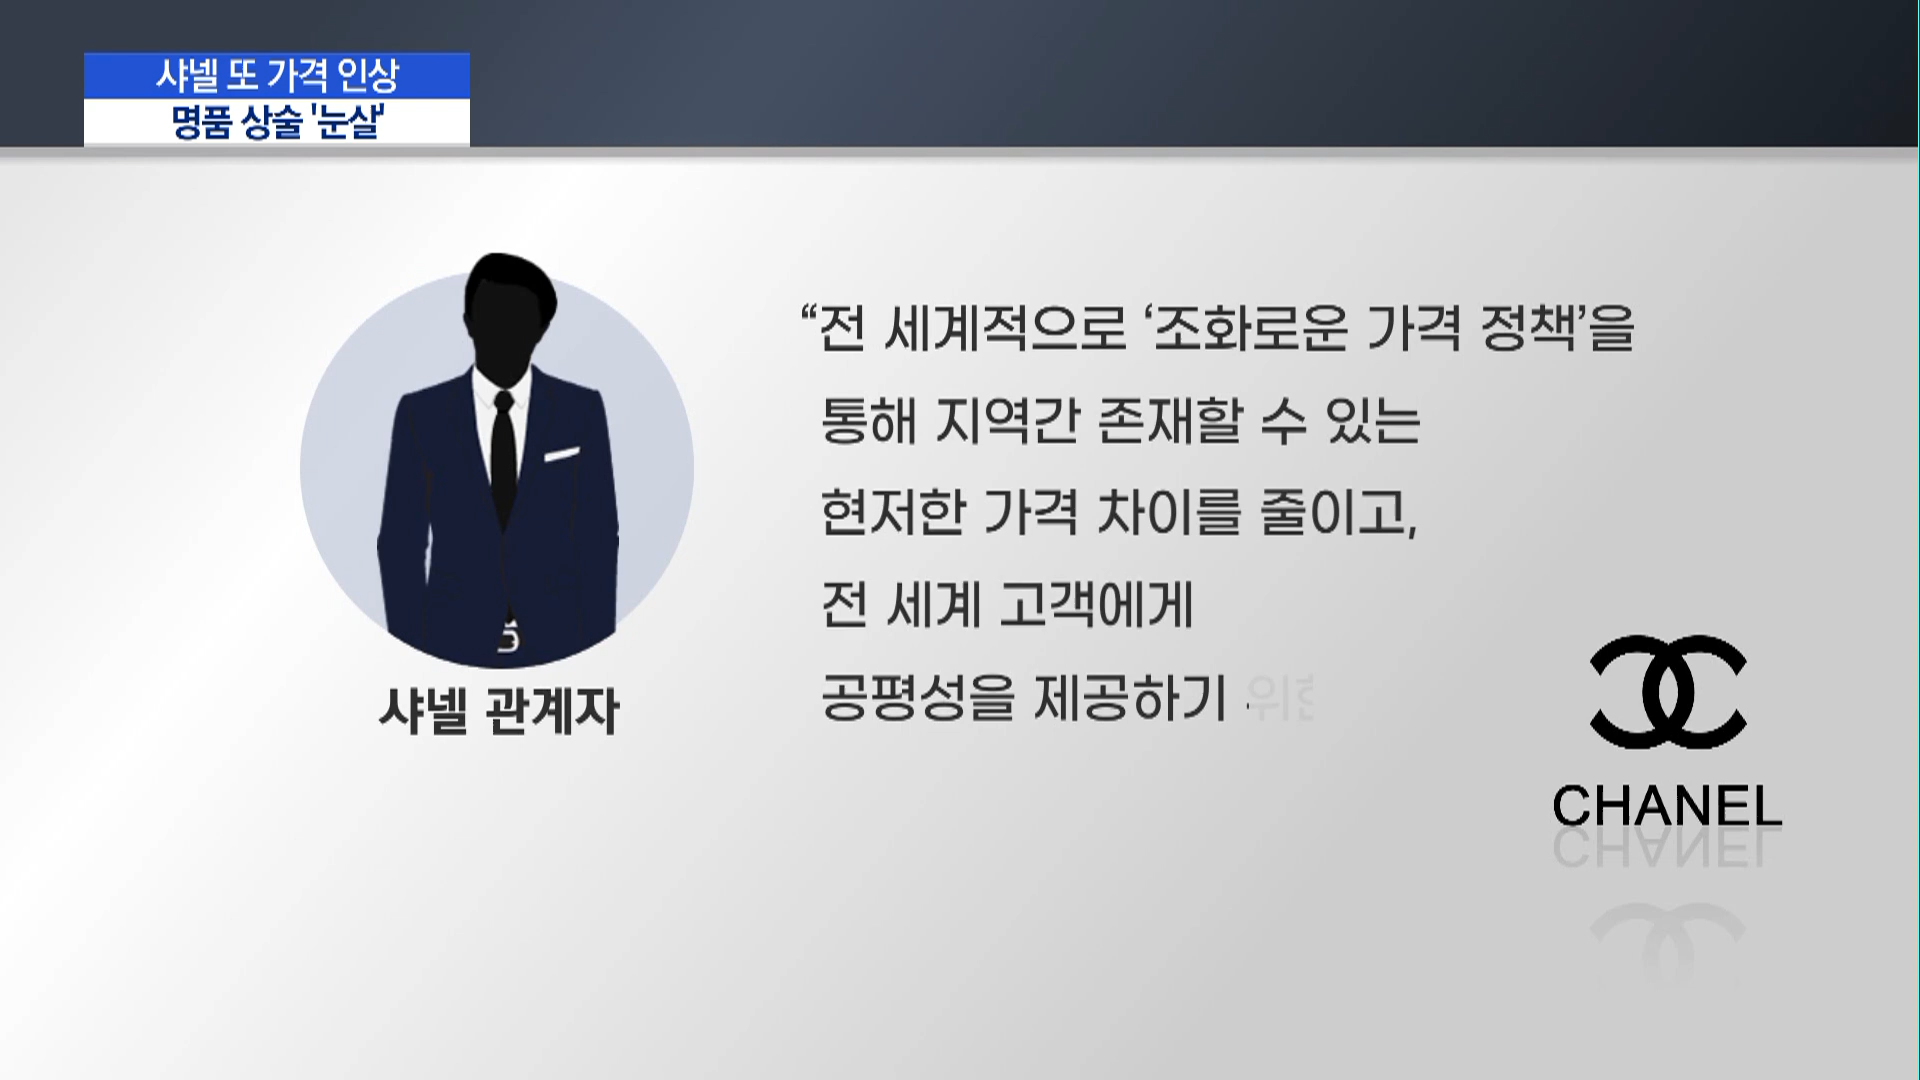 샤넬 또 가격 인상
명품 상술 '눈살'
“전 세계적으로 ‘조화로운 가격 정책’을
통해 지역간 존재할 수 있는
현저한 가격 차이를 줄이고,
전 세계 고객에게
공평성을 제공하기
샤넬 관계자
CHANEL